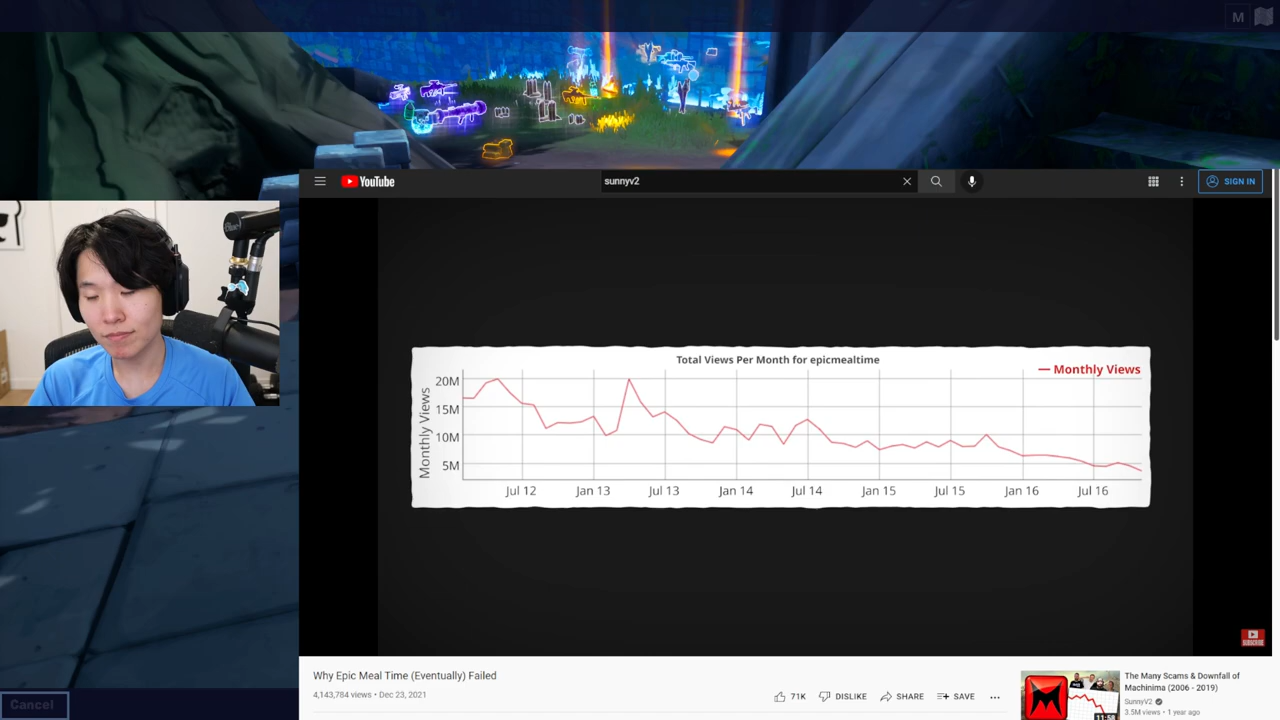 M
YouTube
sunnyv2
SIGN IN
Total Views Per Month for epicmealtime
Monthly Views
Monthly Views
20M
15M
10M
5M
Jul 12
Jan 13
Jul 13
Jan 14
Jul 14
Jan 15
Jul 15
Jan 16
Jul 16
SUBSCRIBE
Why Epic Meal Time (Eventually) Failed
4,143,784 views • Dec 23, 2021
71K
DISLIKE
SHARE
SAVE
The Many Scams & Downfall of
Machinima (2006 - 2019)
SunnyV2
3.5M views • 1 year ago
11:58
Cancel